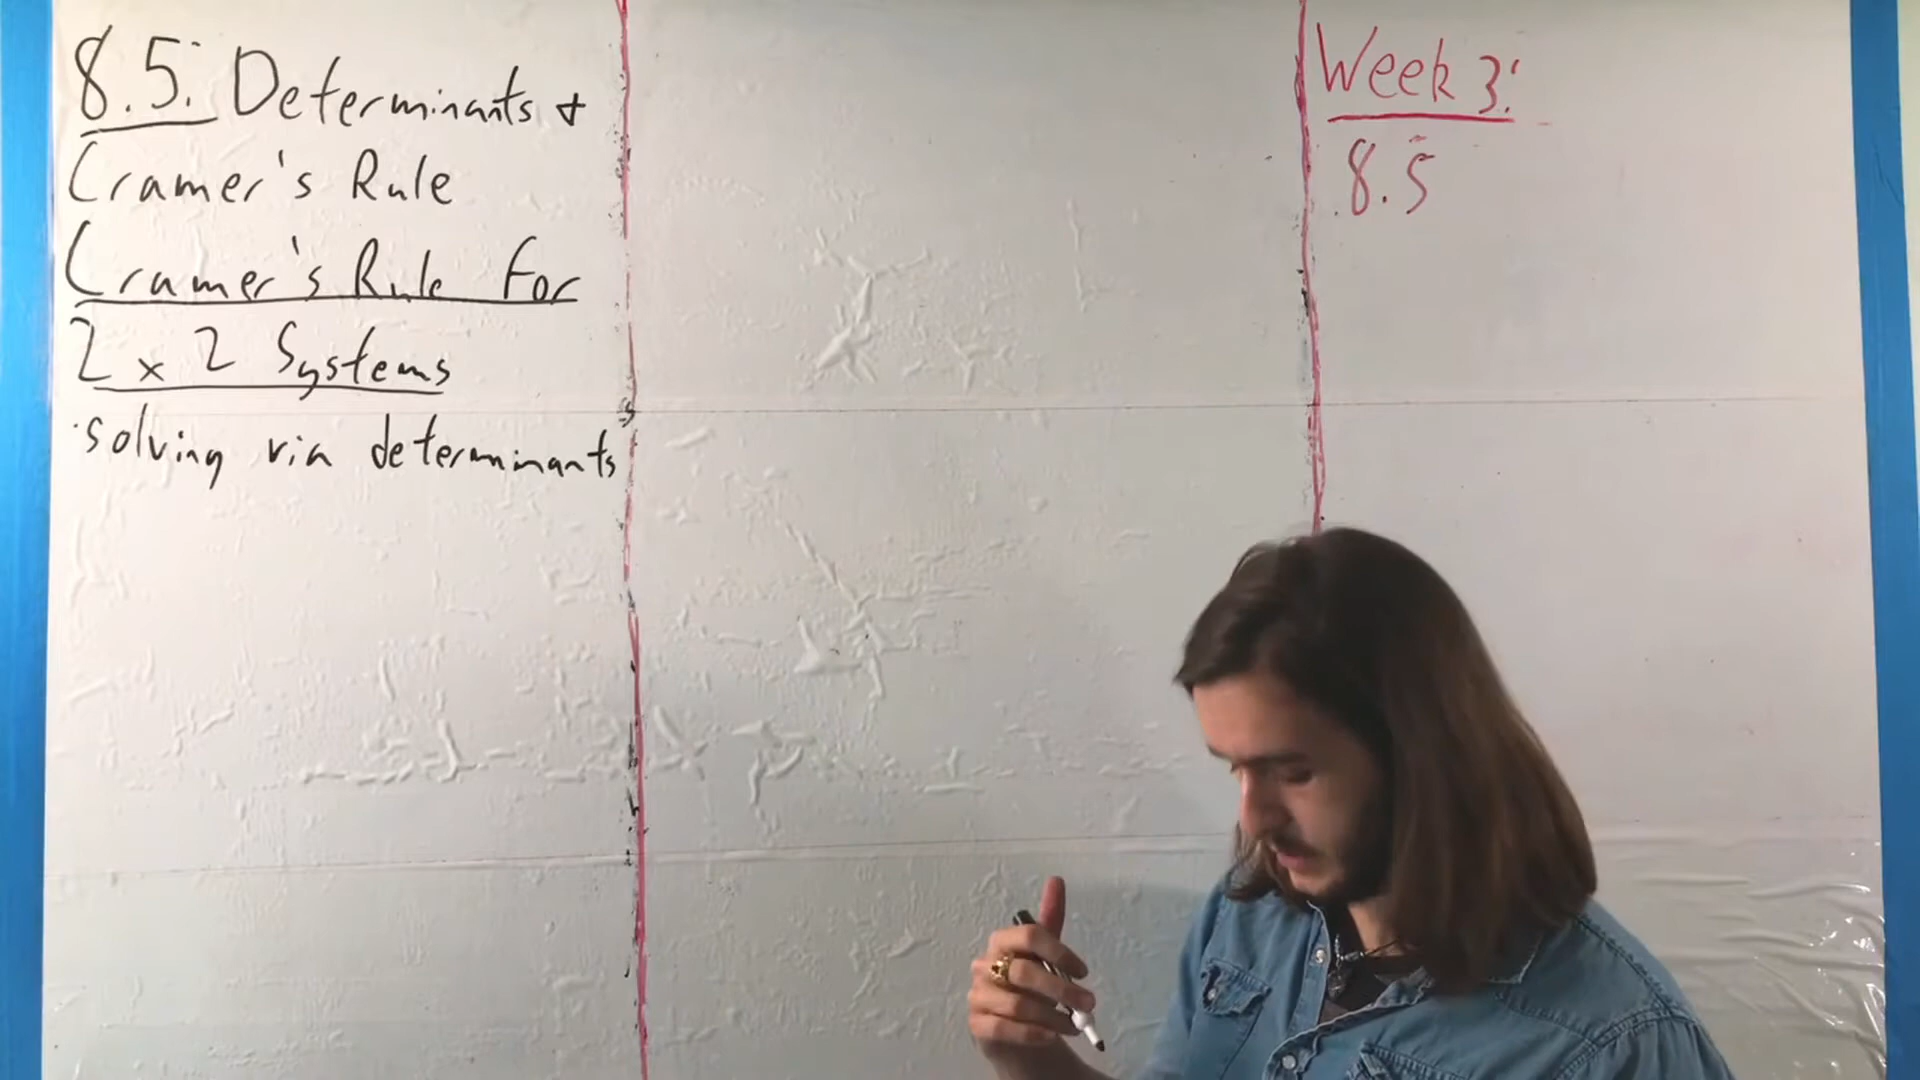 8.5: Determinants &
Cramer's Rule
Cramer's Rule For
2 x 2 Systems
·solving via determinants
Week 3:
8.5